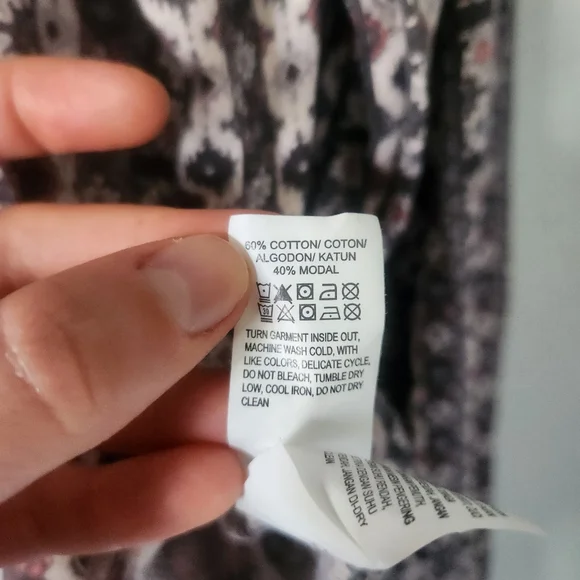 60% COTTON/ COTON/
ALGODON/ KATUN
40% MODAL
30
TURN GARMENT INSIDE OUT,
MACHINE WASH COLD, WITH
LIKE COLORS, DELICATE CYCLE,
DO NOT BLEACH, TUMBLE DRY
LOW, COOL IRON, DO NOT DRY
CLEAN